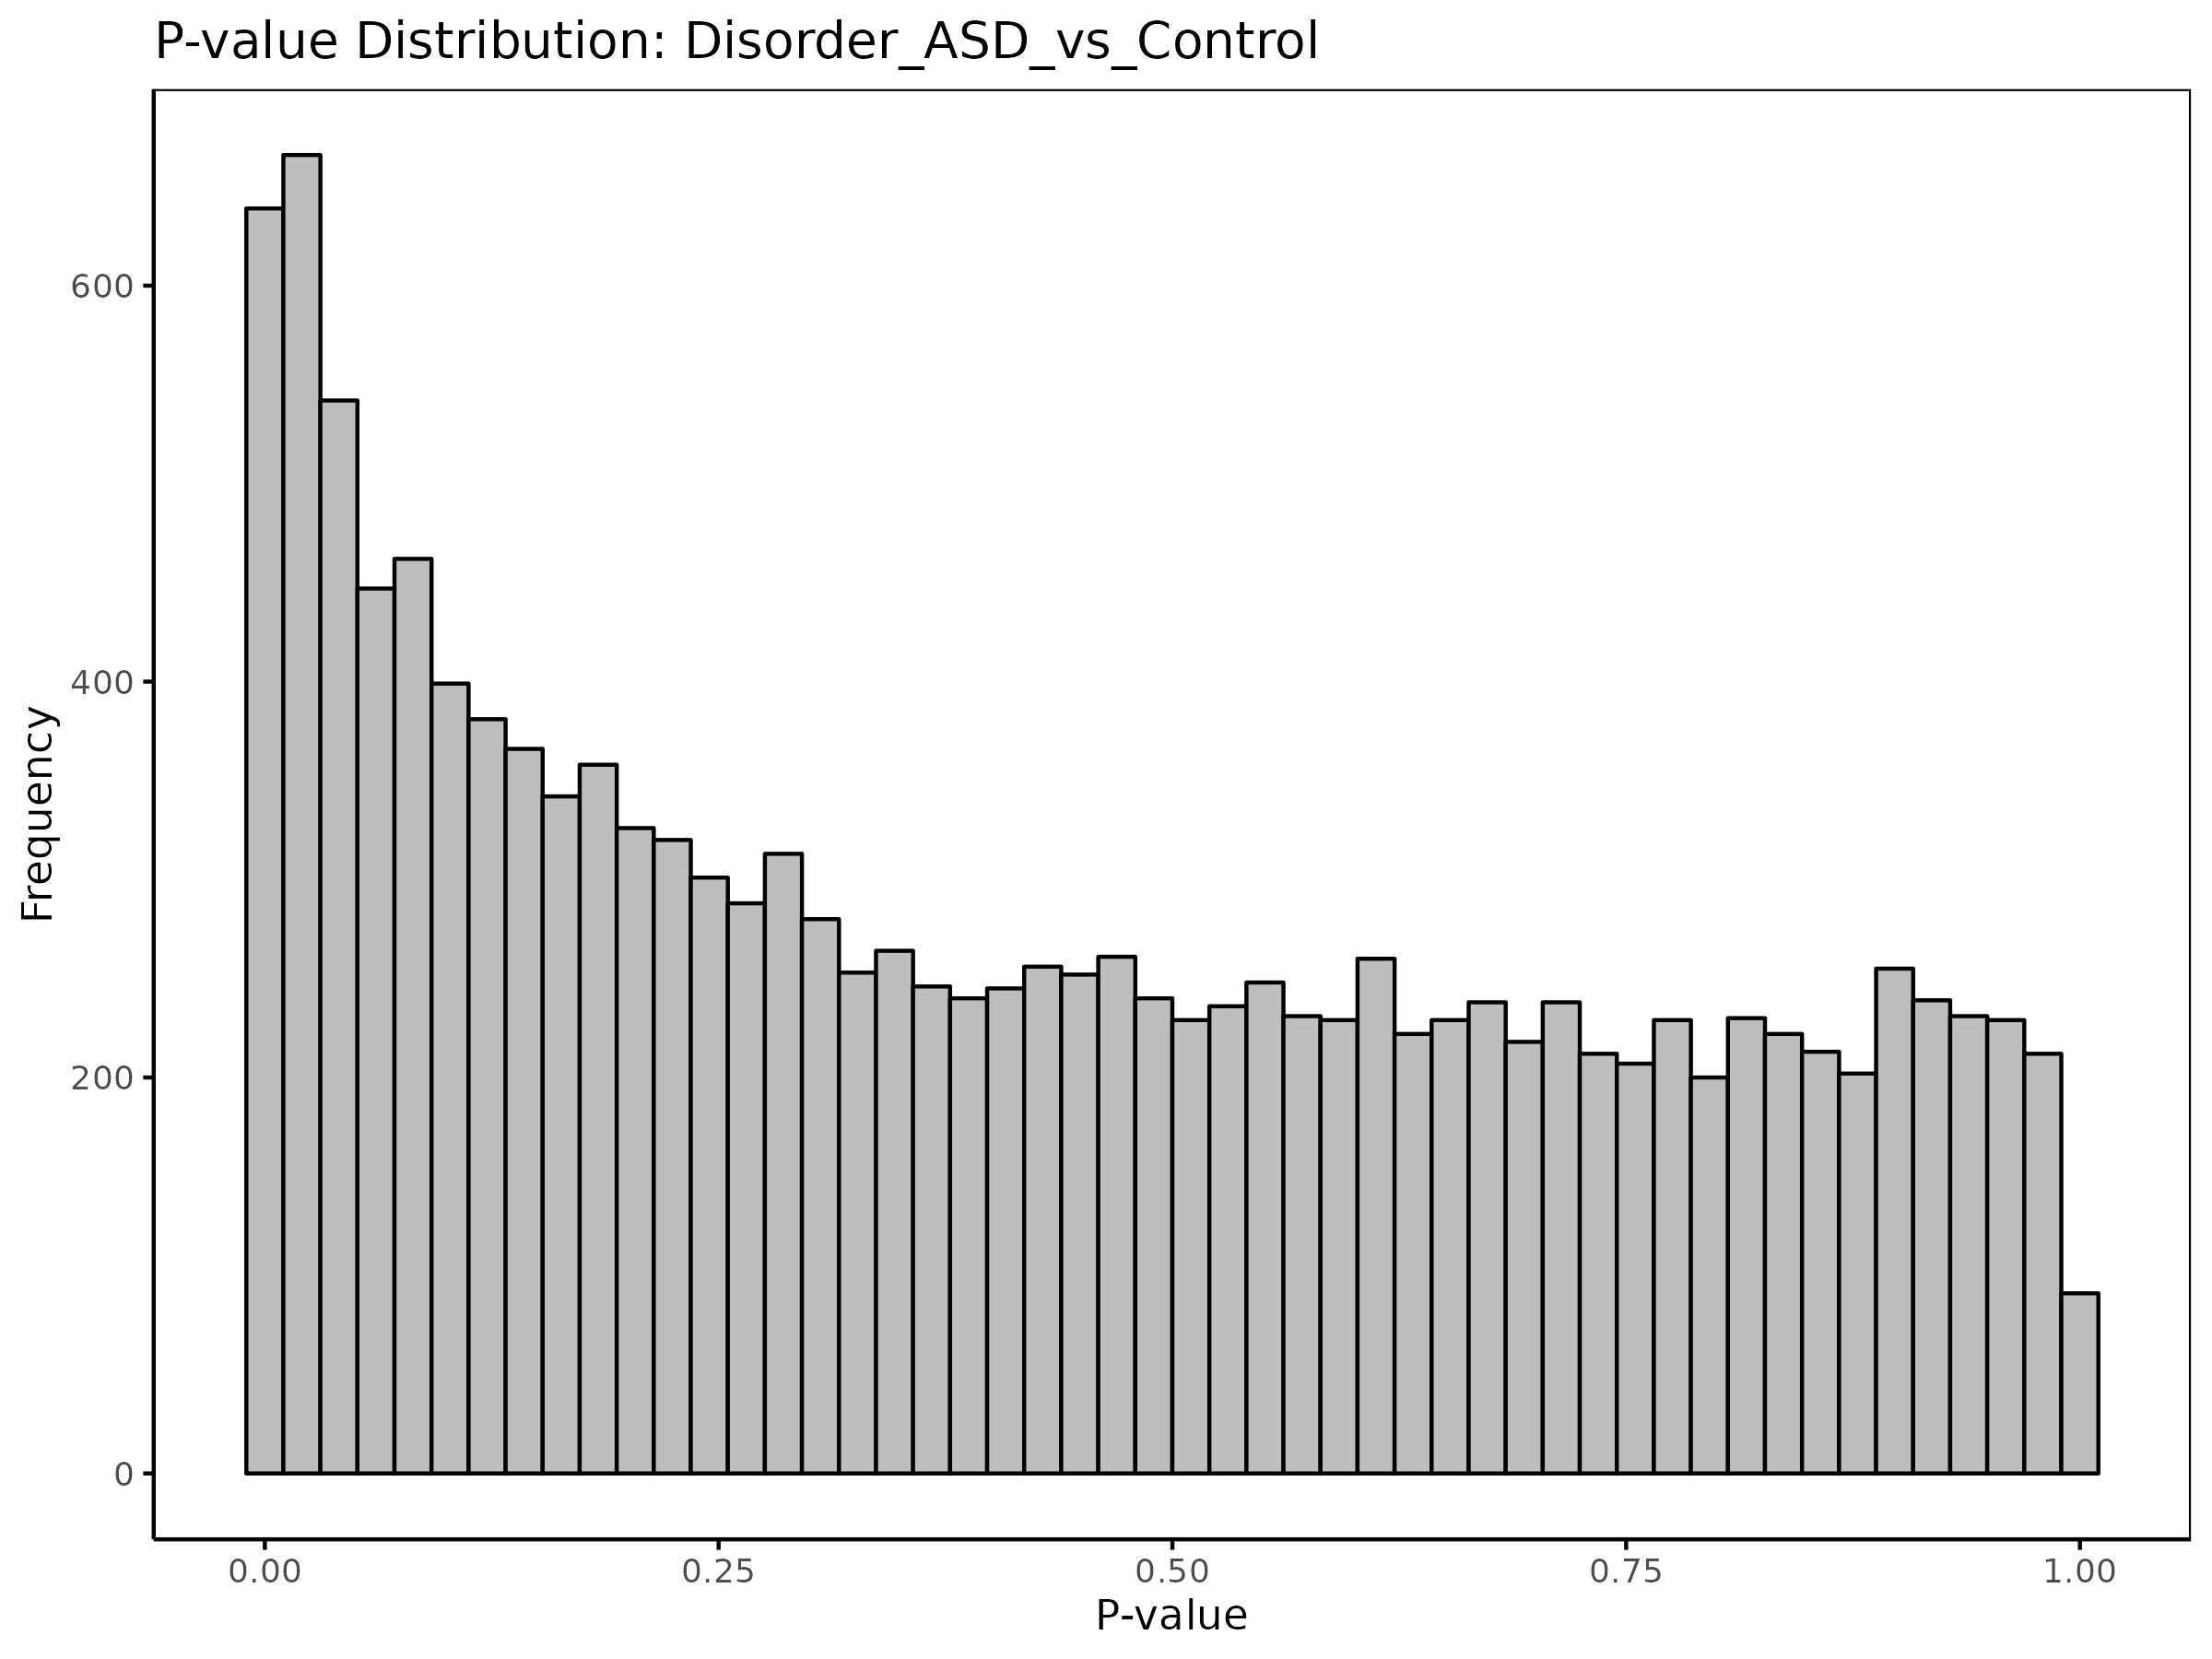 P-value Distribution: Disorder_ASD_vs_Control
Frequency
600
400
200
0
0.00 0.25 0.50 0.75 1.00
P-value